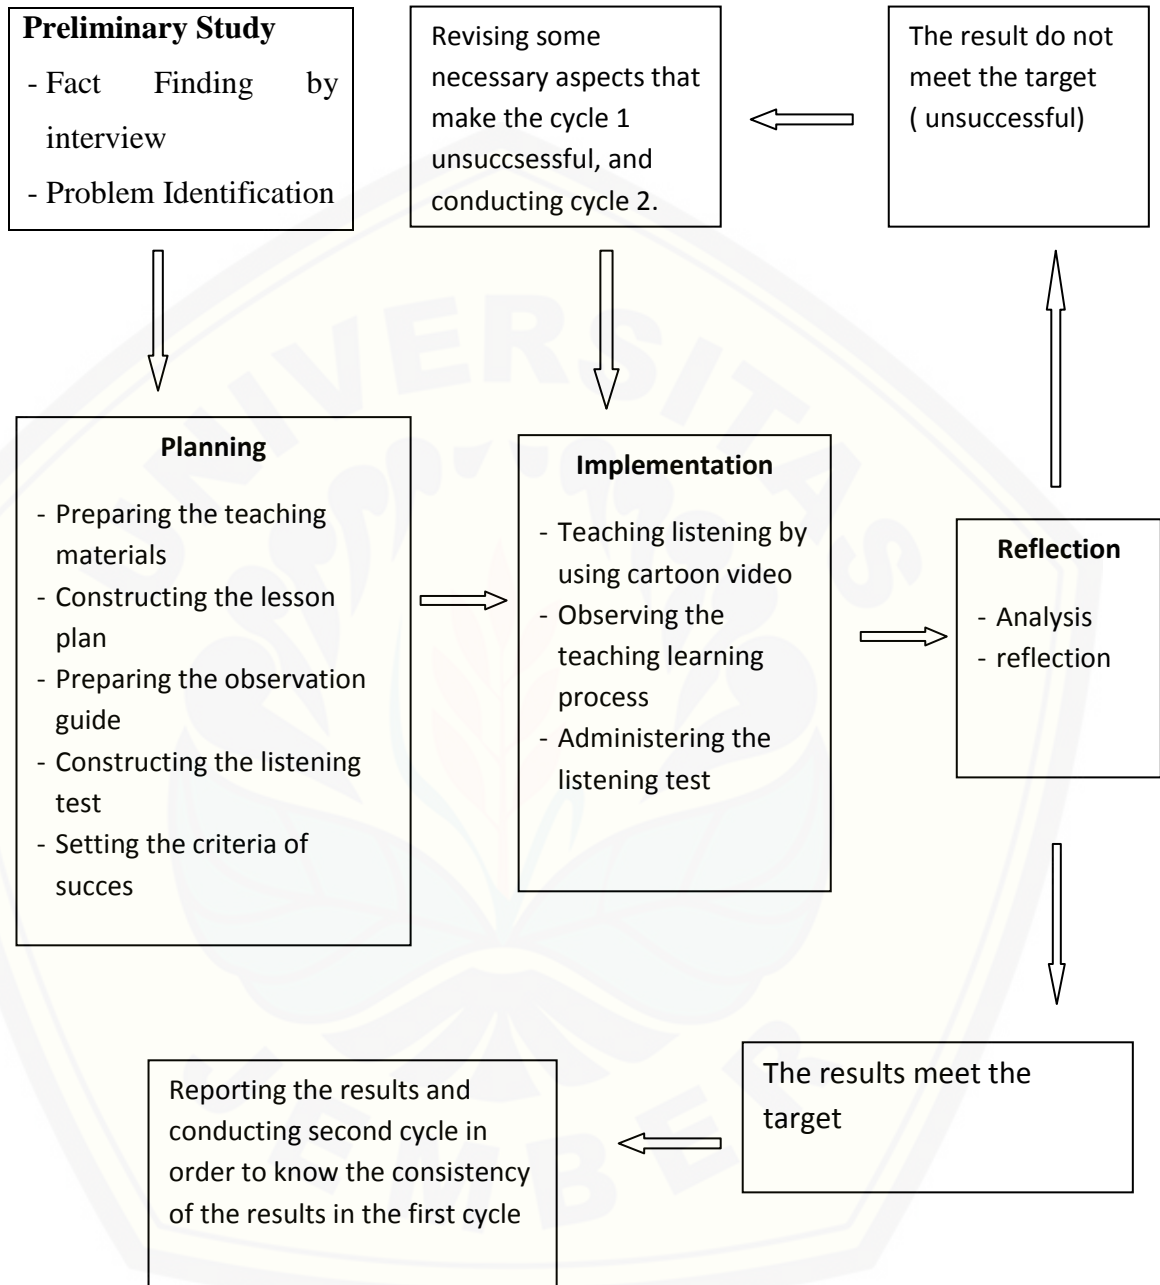 Preliminary Study
- Fact Finding by
interview
- Problem Identification
Revising some
necessary aspects that
make the cycle 1
unsuccsessful, and
conducting cycle 2.
The result do not
meet the target
( unsuccessful)
Planning
- Preparing the teaching
materials
- Constructing the lesson
plan
- Preparing the observation
guide
- Constructing the listening
test
- Setting the criteria of
succes
Implementation
- Teaching listening by
using cartoon video
- Observing the
teaching learning
process
- Administering the
listening test
Reflection
- Analysis
- reflection
The results meet the
target
Reporting the results and
conducting second cycle in
order to know the consistency
of the results in the first cycle
UNIVERSITAS
JEMBER